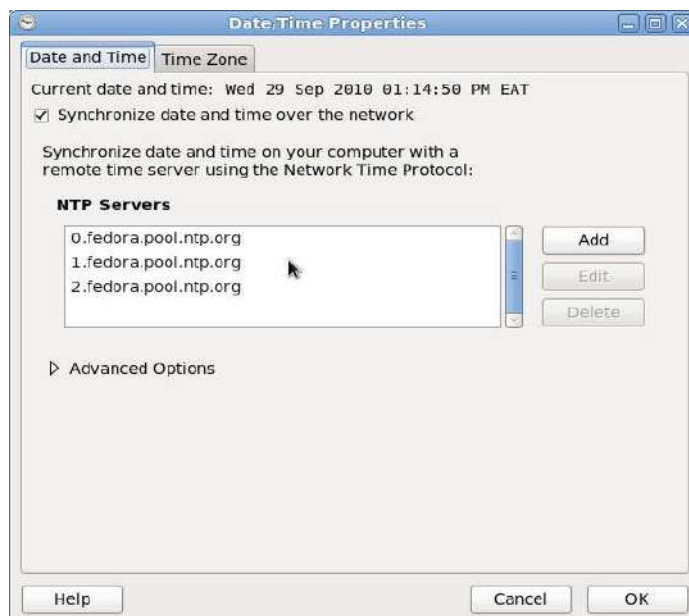 Date/Time Properties
Date and Time
Time Zone
Current date and time: Wed 29 Sep 2010 01:14:50 PM EAT
Synchronize date and time over the network
Synchronize date and time on your computer with a
remote time server using the Network Time Protocol:
NTP Servers
0.fedora.pool.ntp.org
1.fedora.pool.ntp.org
2.fedora.pool.ntp.org
Add
Edit
Delete
Advanced Options
Help
Cancel
OK